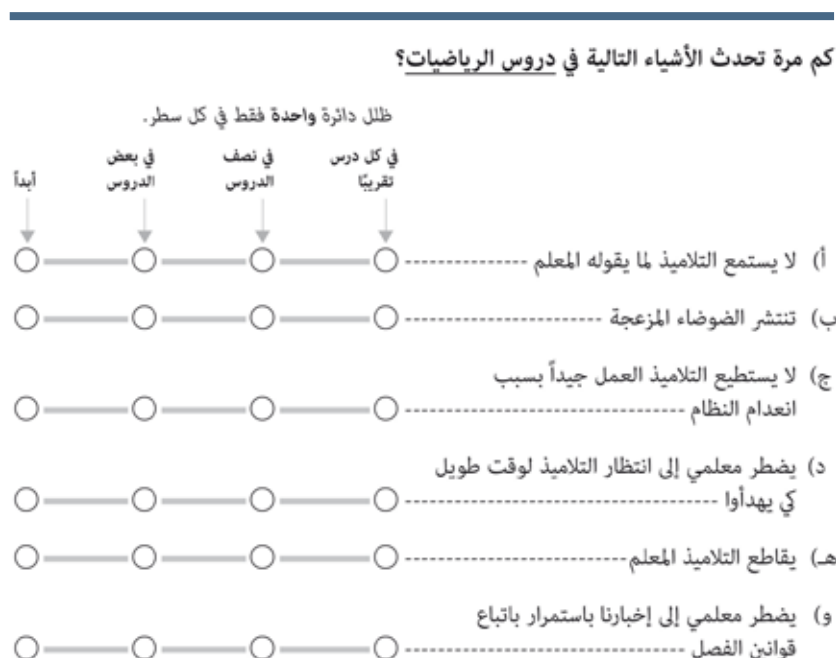 كم مرة تحدث الأشياء التالية في دروس الرياضيات؟
ظلل دائرة واحدة فقط في كل سطر.
في كل درس تقريبًا
في نصف الدروس
في بعض الدروس
أبداً
أ) لا يستمع التلاميذ لما يقوله المعلم
ب) تنتشر الضوضاء المزعجة
ج) لا يستطيع التلاميذ العمل جيداً بسبب
انعدام النظام
د) يضطر معلمي إلى انتظار التلاميذ لوقت طويل
كي يهدأوا
هـ) يقاطع التلاميذ المعلم
و) يضطر معلمي إلى إخبارنا باستمرار باتباع
قوانين الفصل